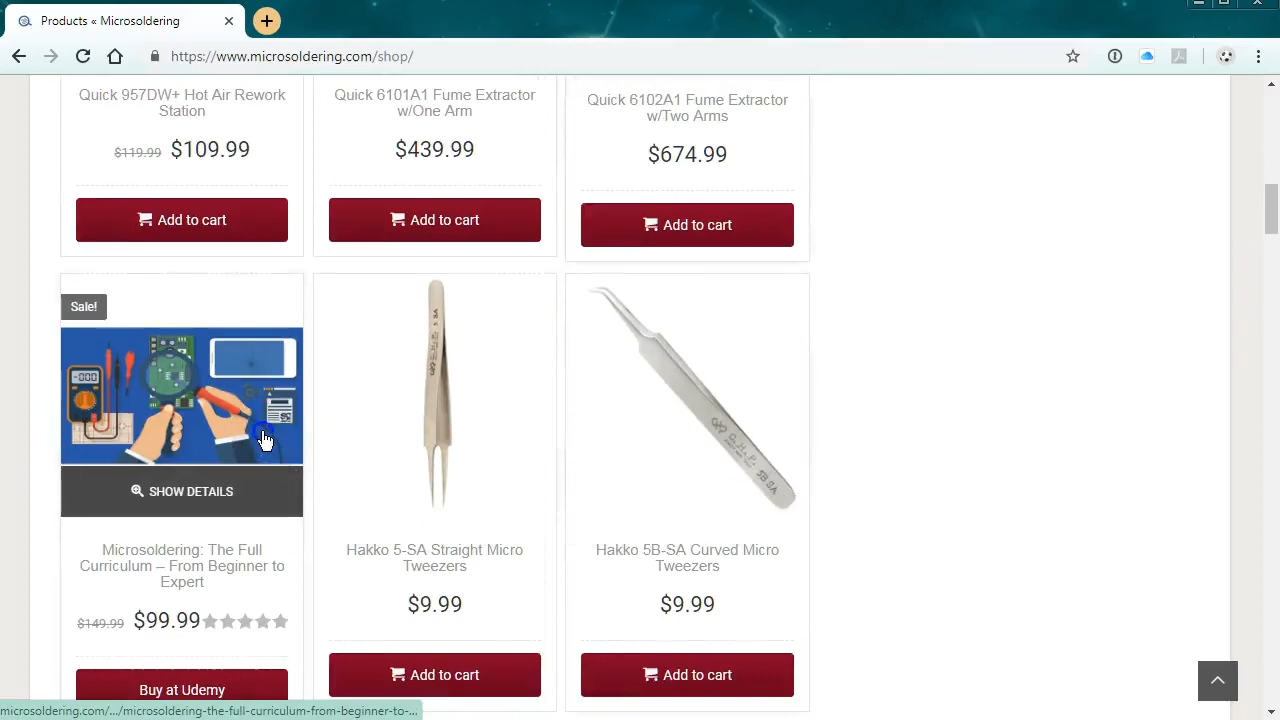 Products « Microsoldering
https://www.microsoldering.com/shop/
Quick 957DW+ Hot Air Rework
Station
$119.99 $109.99
Add to cart
Quick 6101A1 Fume Extractor
w/One Arm
$439.99
Add to cart
Quick 6102A1 Fume Extractor
w/Two Arms
$674.99
Add to cart
Sale!
SHOW DETAILS
Microsoldering: The Full
Curriculum – From Beginner to
Expert
$149.99 $99.99
Buy at Udemy
5-SA
Hakko 5-SA Straight Micro
Tweezers
$9.99
Add to cart
5B SA
Hakko 5B-SA Curved Micro
Tweezers
$9.99
Add to cart
microsoldering.com/.../microsoldering-the-full-curriculum-from-beginner-to-...